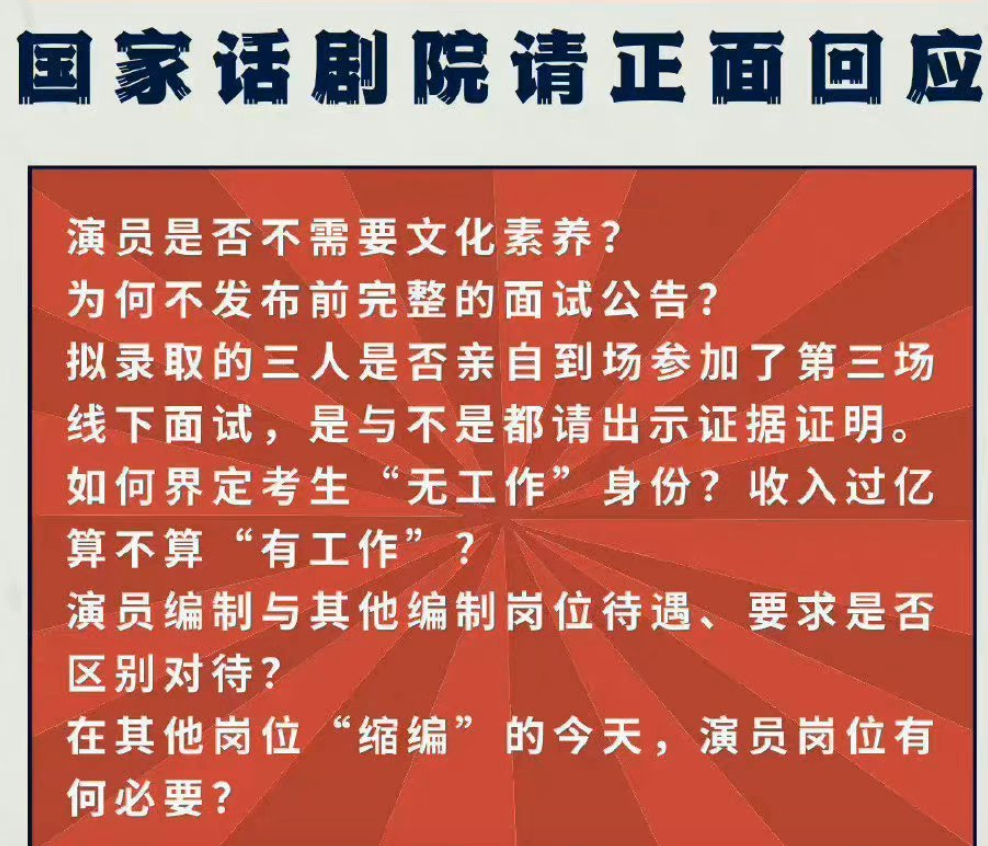 国家话剧院请正面回应
演员是否不需要文化素养？
为何不发布前完整的面试公告？
拟录取的三人是否亲自到场参加了第三场
线下面试，是与不是都请出示证据证明。
如何界定考生“无工作”身份？收入过亿
算不算“有工作”？
演员编制与其他编制岗位待遇、要求是否
区别对待？
在其他岗位“缩编”的今天，演员岗位有
何必要？